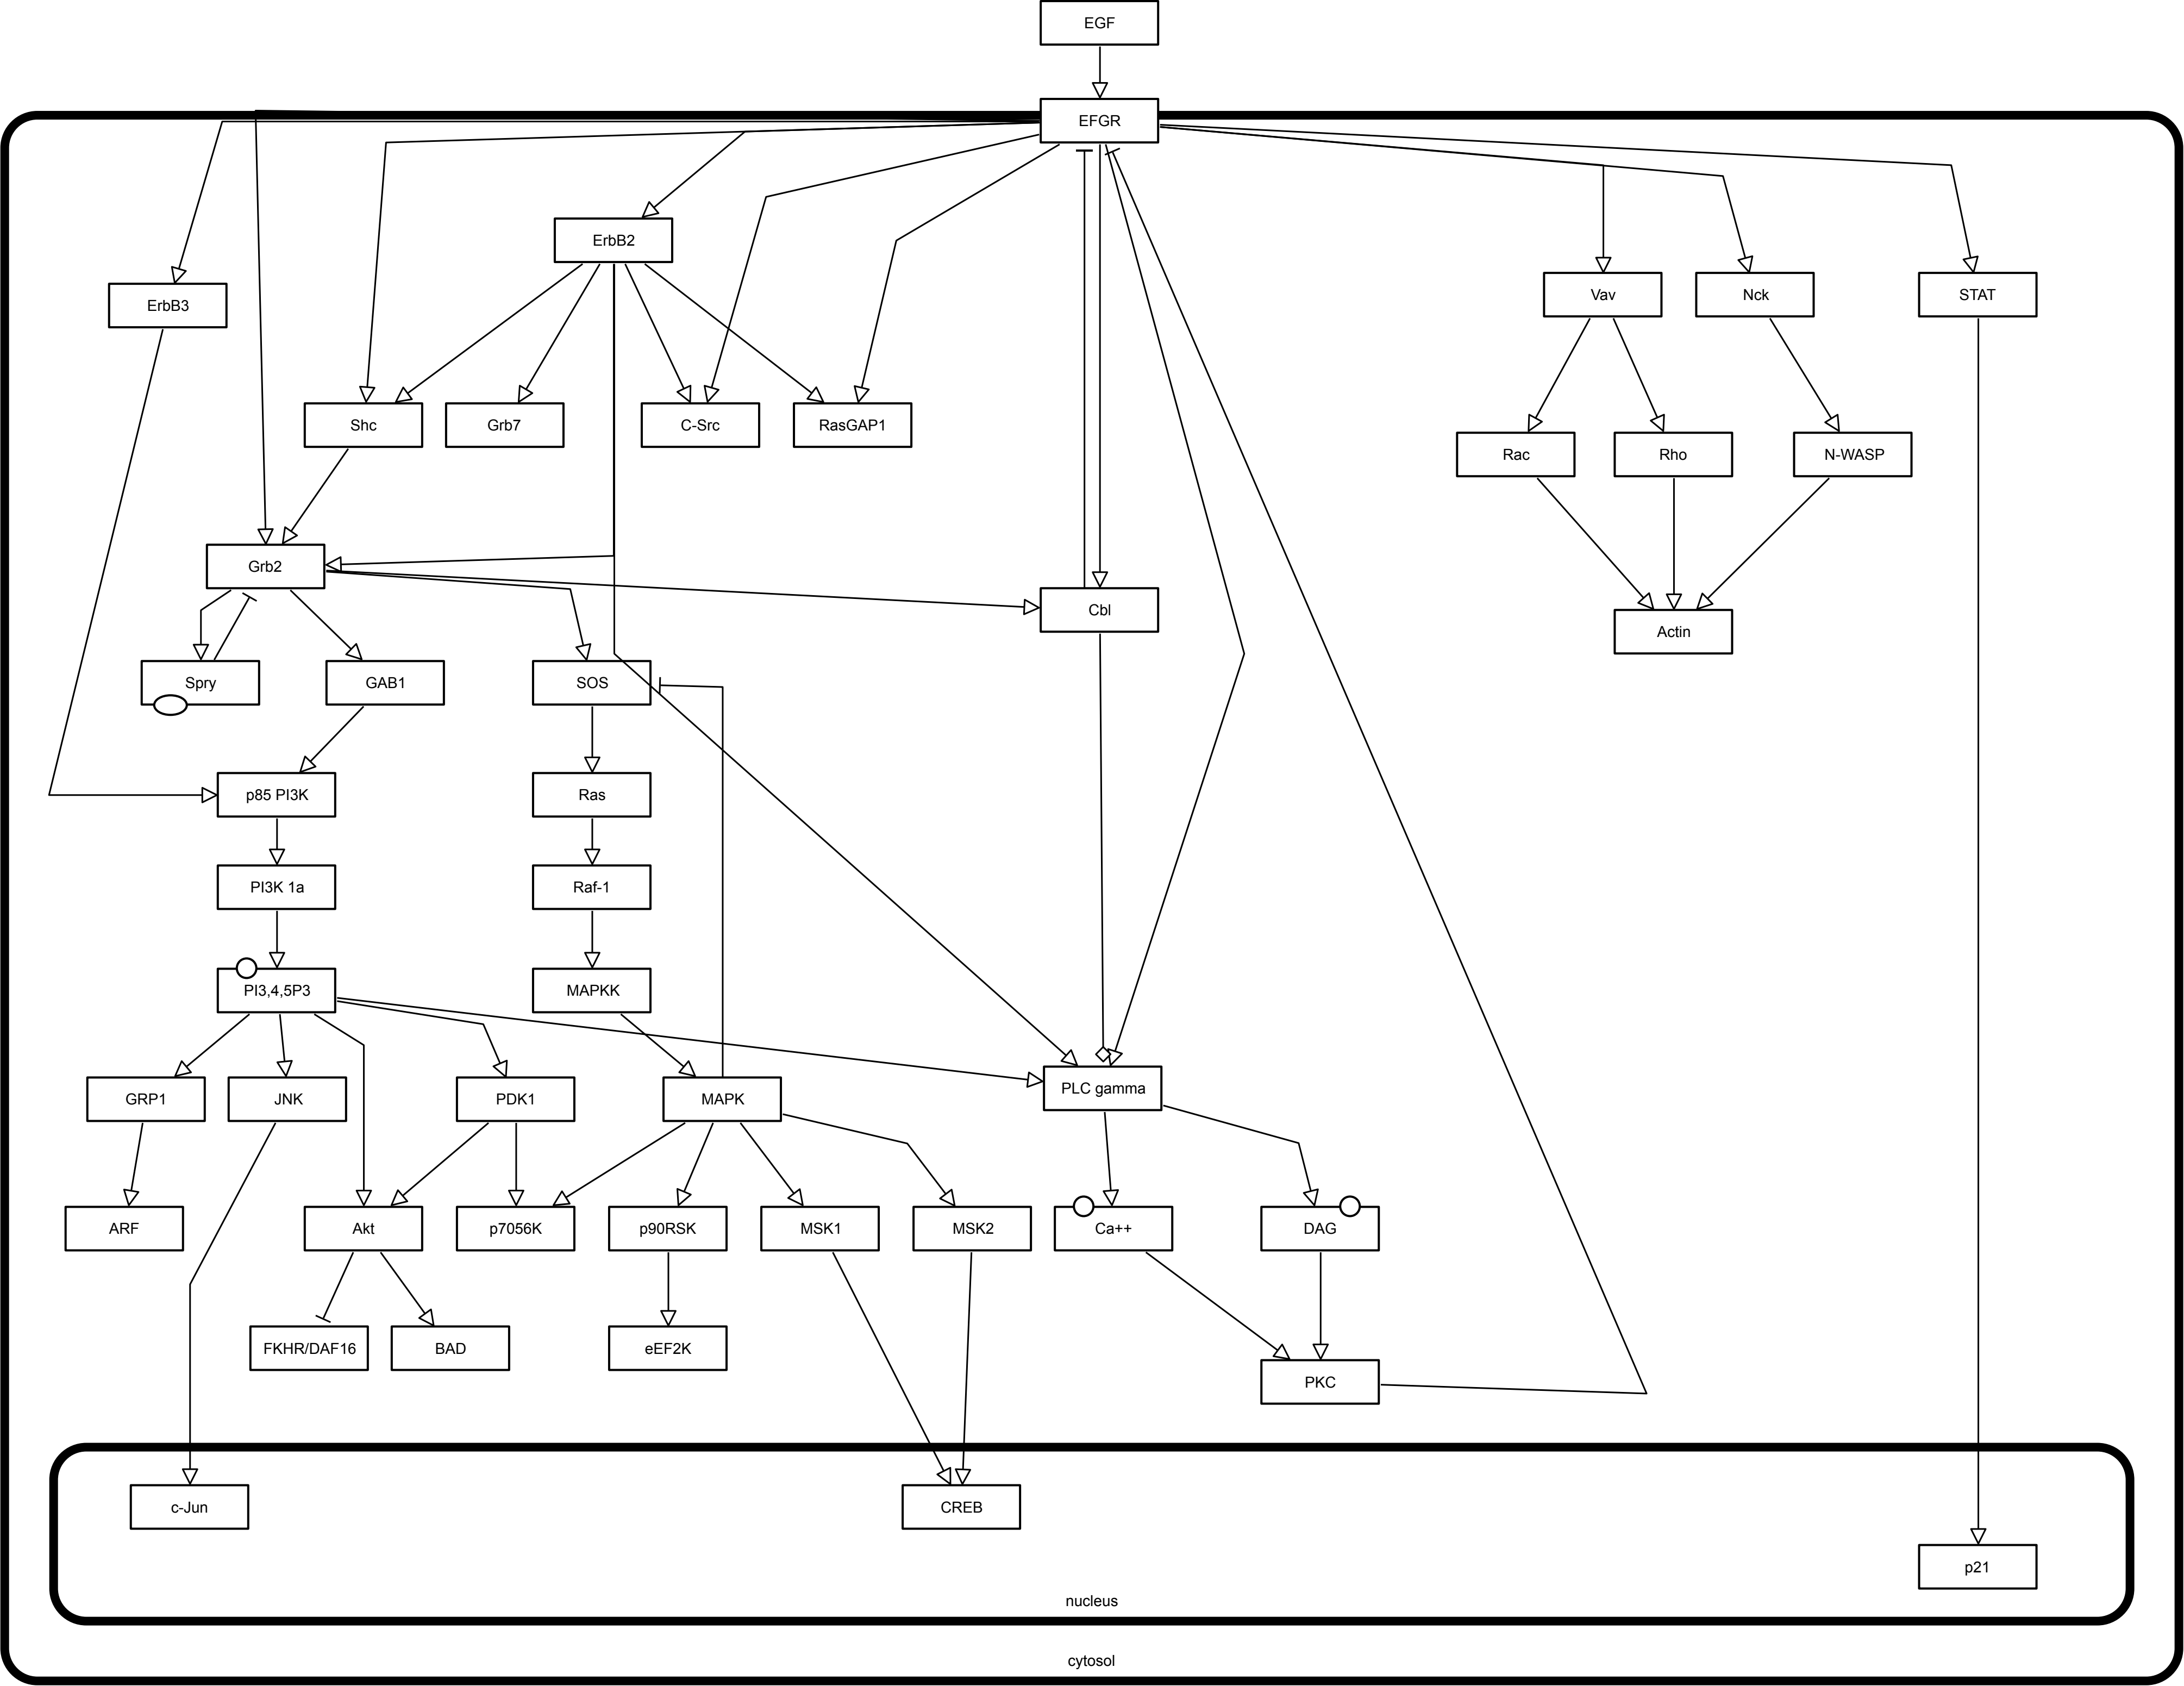 EGF
EFGR
ErbB2
ErbB3
Vav
Nck
STAT
Shc
Grb7
C-Src
RasGAP1
Rac
Rho
N-WASP
Grb2
Cbl
Actin
Spry
GAB1
SOS
p85 PI3K
Ras
PI3K 1a
Raf-1
PI3,4,5P3
MAPKK
PLC gamma
GRP1
JNK
PDK1
MAPK
ARF
Akt
p7056K
p90RSK
MSK1
MSK2
Ca++
DAG
FKHR/DAF16
BAD
eEF2K
PKC
c-Jun
CREB
p21
nucleus
cytosol